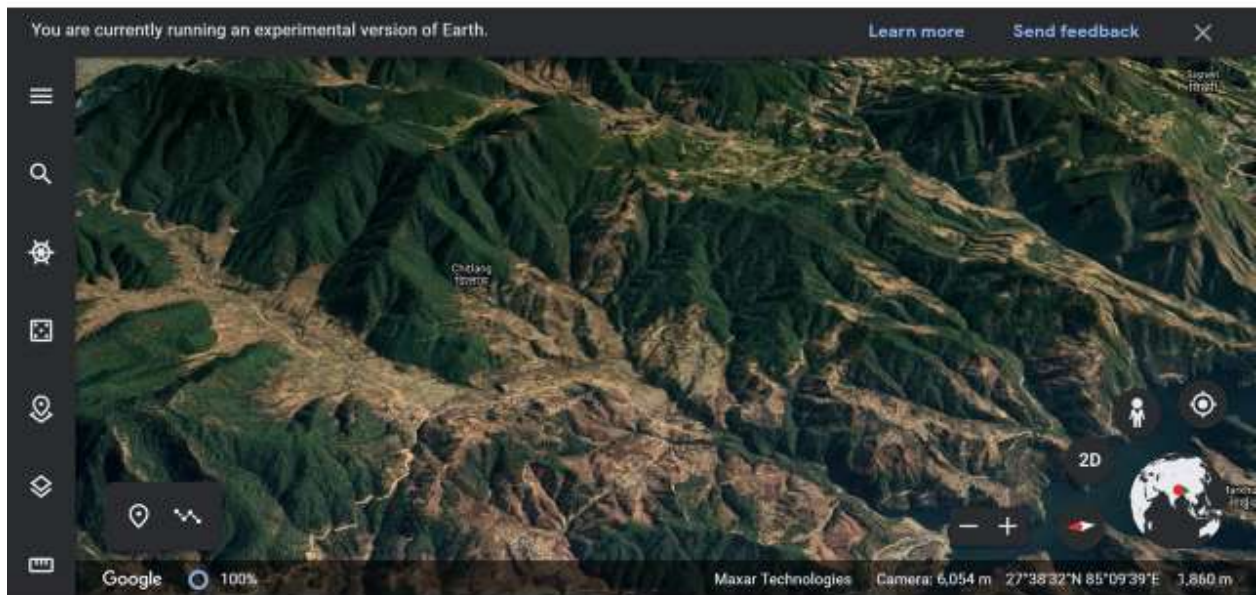 You are currently running an experimental version of Earth.
Learn more
Send feedback
Chitlang
चितलाङ
2D
Google
100%
Maxar Technologies
Camera: 6,054 m
27°38'32"N 85°09'39"E
1,860 m